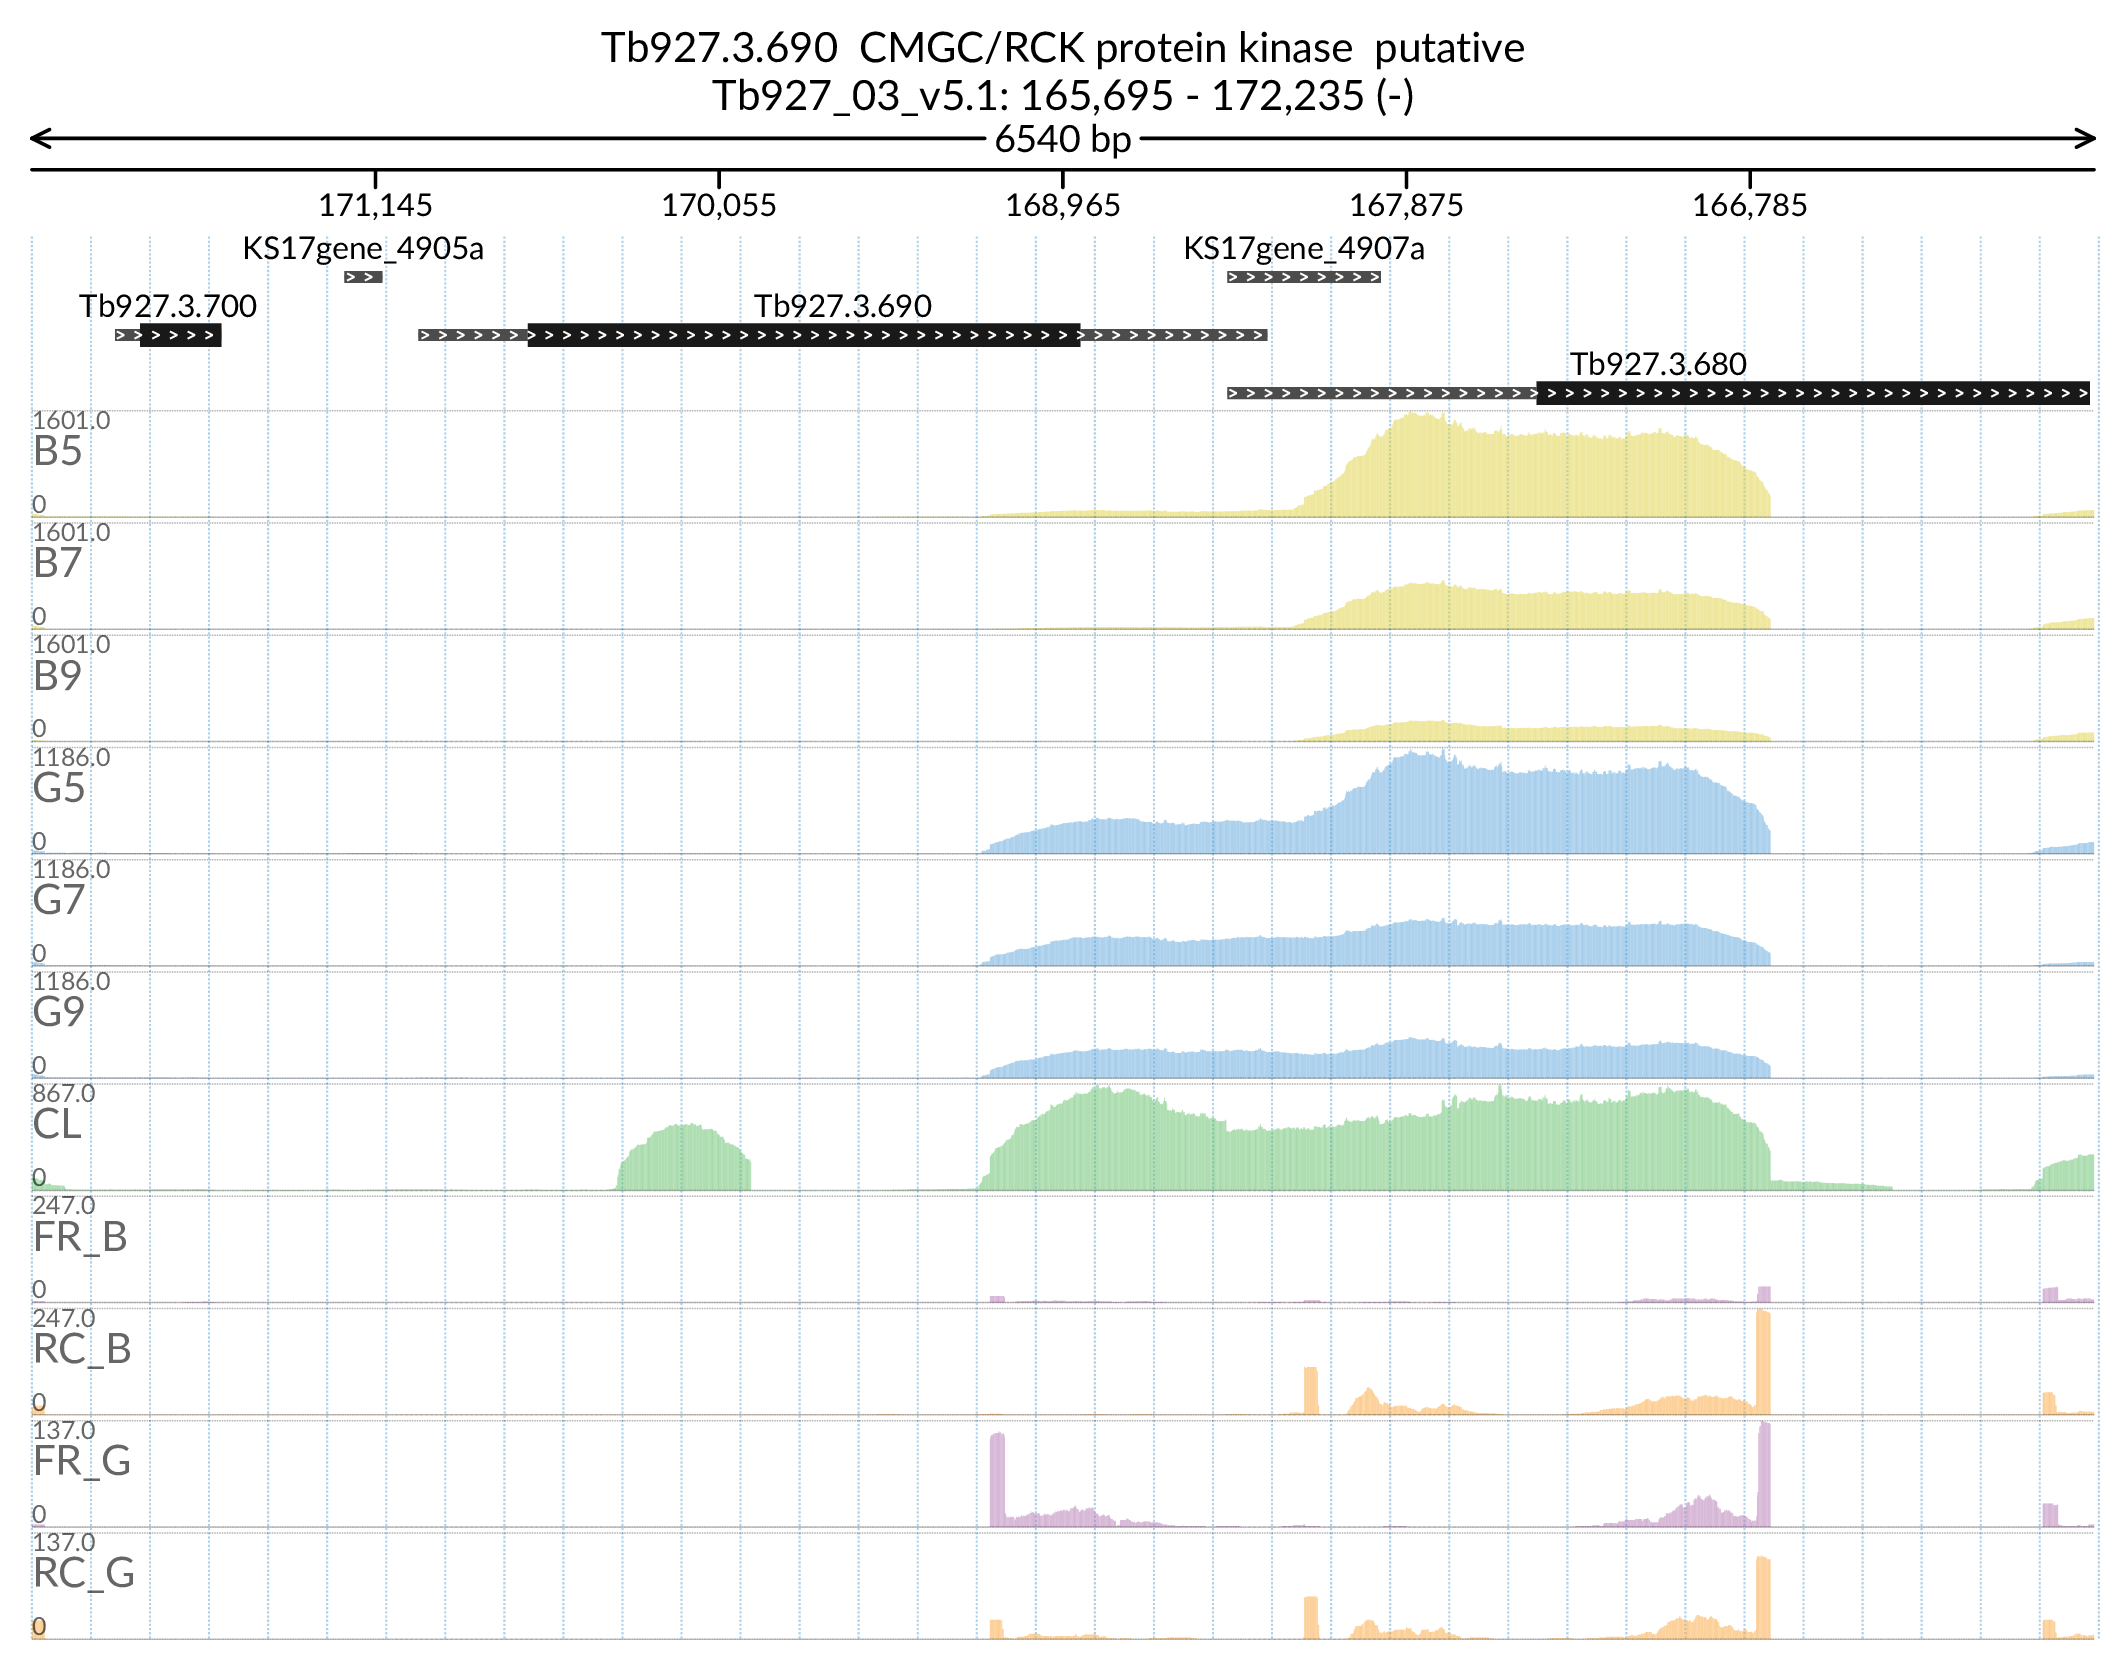 Tb927.3.690  CMGC/RCK protein kinase  putative
Tb927_03_v5.1: 165,695 - 172,235 (-)
6540 bp
171,145 170,055 168,965 167,875 166,785
KS17gene_4905a KS17gene_4907a
Tb927.3.700 Tb927.3.690
Tb927.3.680
1601.0
B5
0
1601.0
B7
0
1601.0
B9
0
1186.0
G5
0
1186.0
G7
0
1186.0
G9
0
867.0
CL
0
247.0
FR_B
0
247.0
RC_B
0
137.0
FR_G
0
137.0
RC_G
0